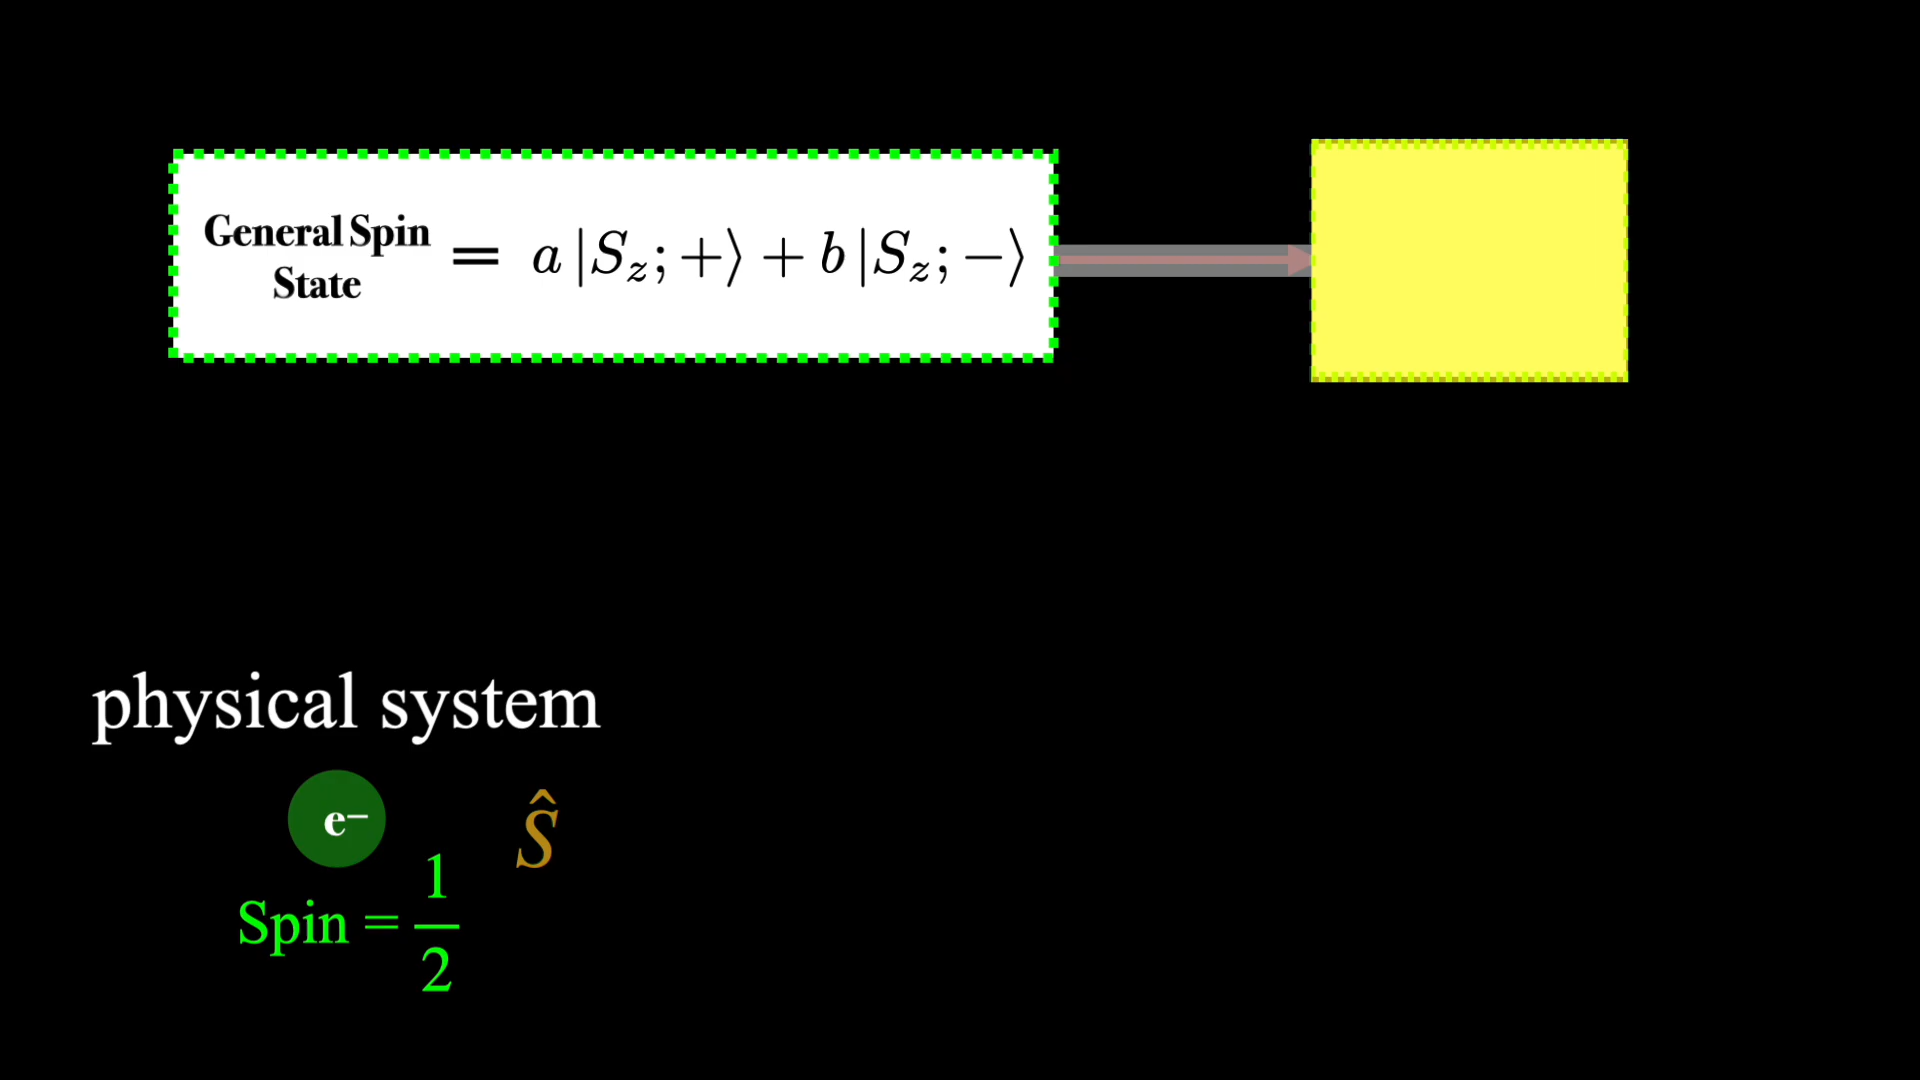 General Spin
State
= a |S_z; +⟩ + b |S_z; −⟩
physical system
e⁻
Ŝ
Spin = 1/2